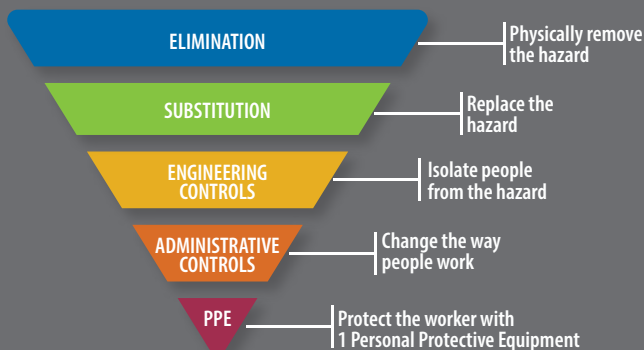 ELIMINATION
Physically remove
the hazard
SUBSTITUTION
Replace the
hazard
ENGINEERING
CONTROLS
Isolate people
from the hazard
ADMINISTRATIVE
CONTROLS
Change the way
people work
PPE
Protect the worker with
1 Personal Protective Equipment